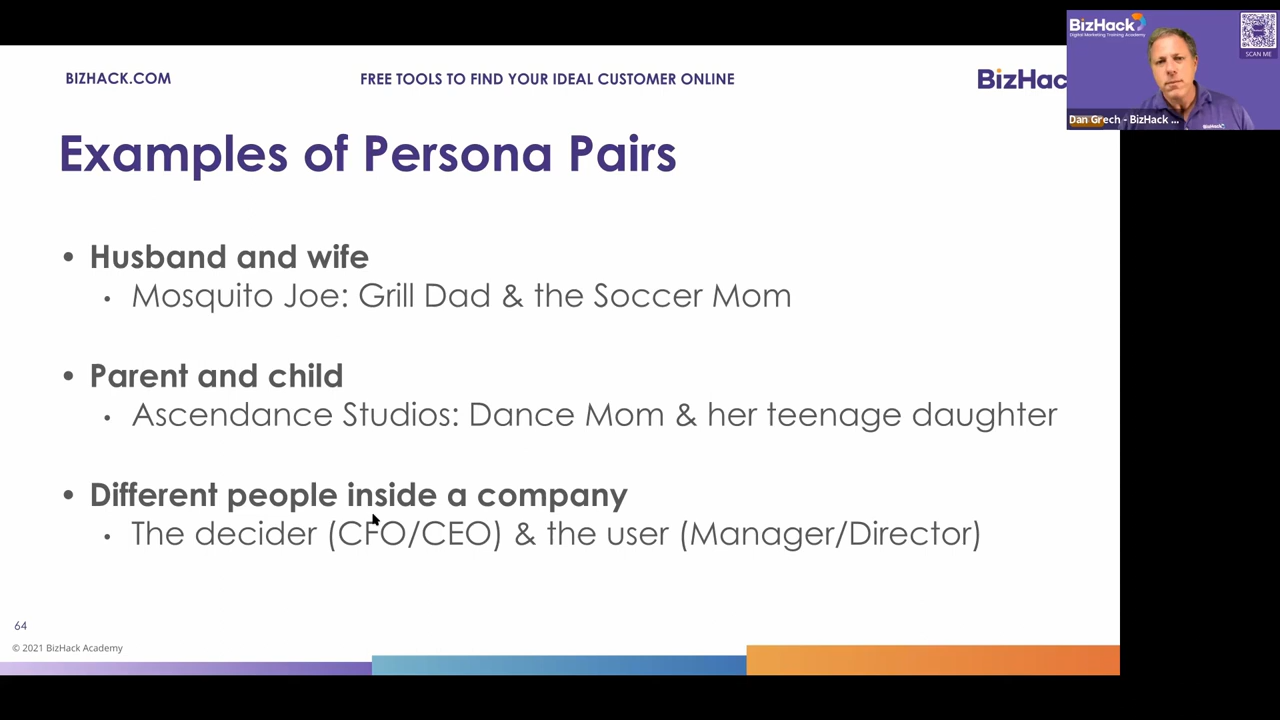 BIZHACK.COM
FREE TOOLS TO FIND YOUR IDEAL CUSTOMER ONLINE
BizHac
BizHack
Digital Marketing Training Academy
SCAN ME
Dan Grech - BizHack ...
BizHack
Examples of Persona Pairs
• Husband and wife
• Mosquito Joe: Grill Dad & the Soccer Mom
• Parent and child
• Ascendance Studios: Dance Mom & her teenage daughter
• Different people inside a company
• The decider (CFO/CEO) & the user (Manager/Director)
64
© 2021 BizHack Academy